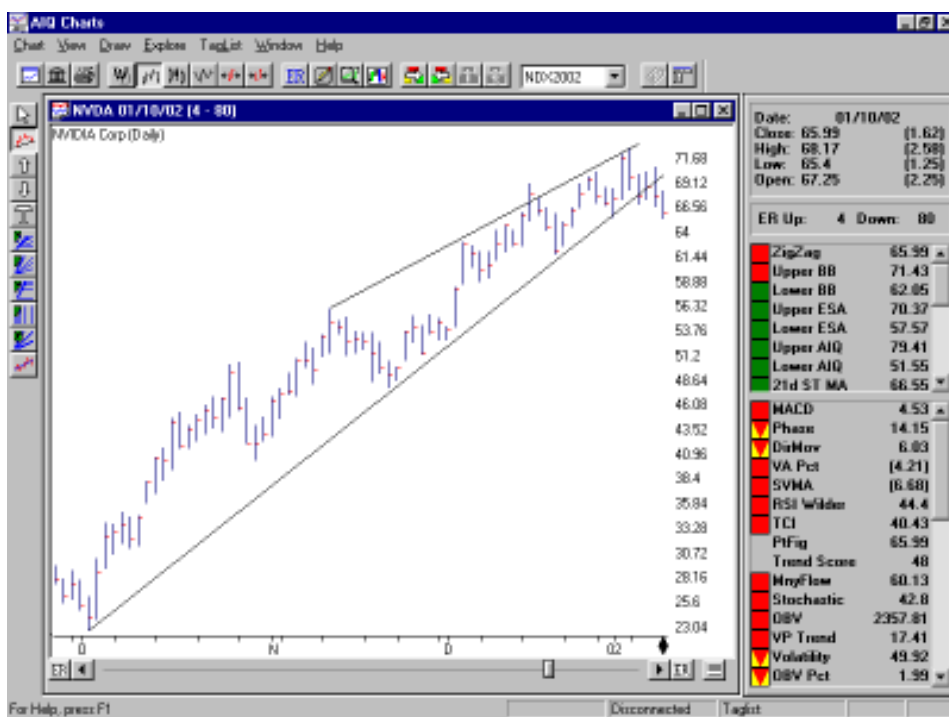 AIQ Charts
Chart View Draw Explore TagList Window Help
ER NDX2002
NVDA 01/10/02 (4 - 80)
NVIDIA Corp (Daily)
71.68
69.12
66.56
64
61.44
58.88
56.32
53.76
51.2
48.64
46.08
43.52
40.96
38.4
35.84
33.28
30.72
28.16
25.6
23.04
O N D 02
ER
Date: 01/10/02
Close: 65.99 (1.62)
High: 68.17 (2.58)
Low: 65.4 (1.25)
Open: 67.25 (2.25)
ER Up: 4 Down: 80
ZigZag 65.99
Upper BB 71.43
Lower BB 62.05
Upper ESA 70.37
Lower ESA 57.57
Upper AIQ 79.41
Lower AIQ 51.55
21d ST MA 66.55
MACD 4.53
Phase 14.15
DirMov 6.03
VA Pct (4.21)
SVMA (6.68)
RSI Wilder 44.4
TCI 40.43
PtFig 65.99
Trend Score 48
MnyFlow 60.13
Stochastic 42.8
OBV 2357.81
VP Trend 17.41
Volatility 49.92
OBV Pct 1.99
For Help, press F1
Disconnected Taglist